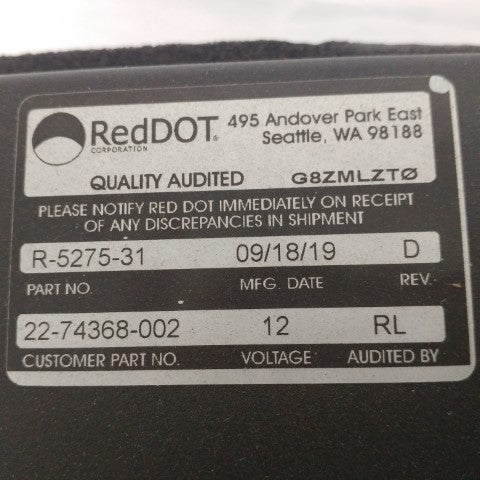 RedDOT®
CORPORATION
495 Andover Park East
Seattle, WA 98188
QUALITY AUDITED G8ZMLZTØ
PLEASE NOTIFY RED DOT IMMEDIATELY ON RECEIPT
OF ANY DISCREPANCIES IN SHIPMENT
R-5275-31 09/18/19 D
PART NO. MFG. DATE REV.
22-74368-002 12 RL
CUSTOMER PART NO. VOLTAGE AUDITED BY